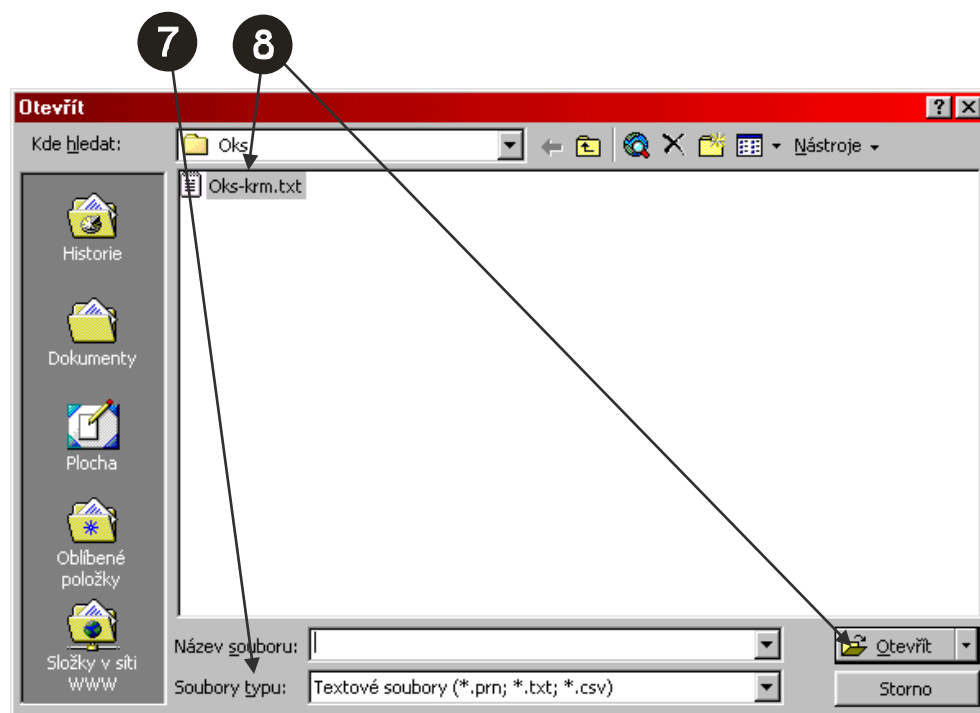 7 8
Otevřít
Kde hledat: Oks Nástroje
Oks-krm.txt
Historie
Dokumenty
Plocha
Oblíbené
položky
Složky v síti
WWW
Název souboru: Otevřít
Soubory typu: Textové soubory (*.prn; *.txt; *.csv) Storno